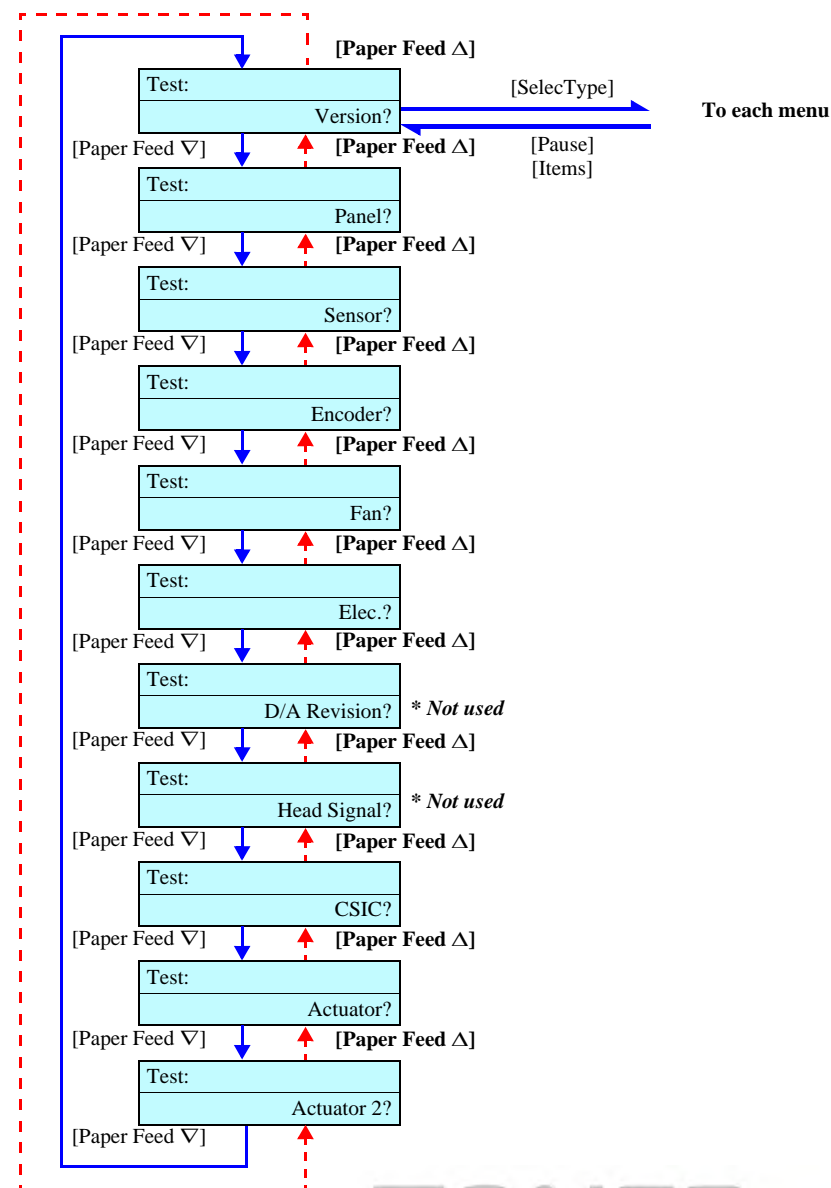 [Paper Feed ∆]
Test:
Version?
[SelecType]
To each menu
[Pause]
[Items]
[Paper Feed ∇]
[Paper Feed ∆]
Test:
Panel?
[Paper Feed ∇]
[Paper Feed ∆]
Test:
Sensor?
[Paper Feed ∇]
[Paper Feed ∆]
Test:
Encoder?
[Paper Feed ∇]
[Paper Feed ∆]
Test:
Fan?
[Paper Feed ∇]
[Paper Feed ∆]
Test:
Elec.?
[Paper Feed ∇]
[Paper Feed ∆]
Test:
D/A Revision?
* Not used
[Paper Feed ∇]
[Paper Feed ∆]
Test:
Head Signal?
* Not used
[Paper Feed ∇]
[Paper Feed ∆]
Test:
CSIC?
[Paper Feed ∇]
[Paper Feed ∆]
Test:
Actuator?
[Paper Feed ∇]
[Paper Feed ∆]
Test:
Actuator 2?
[Paper Feed ∇]